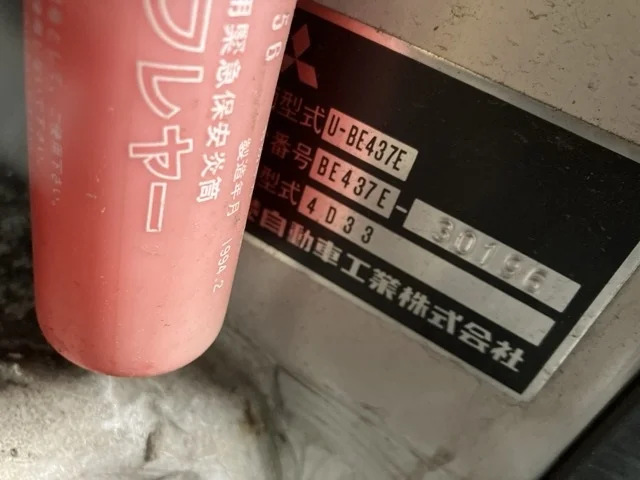 用緊急保安炎筒
フレヤー
製造年月 1994.2
型式 U-BE437E
番号 BE437E-30196
型式 4D33
自動車工業株式会社